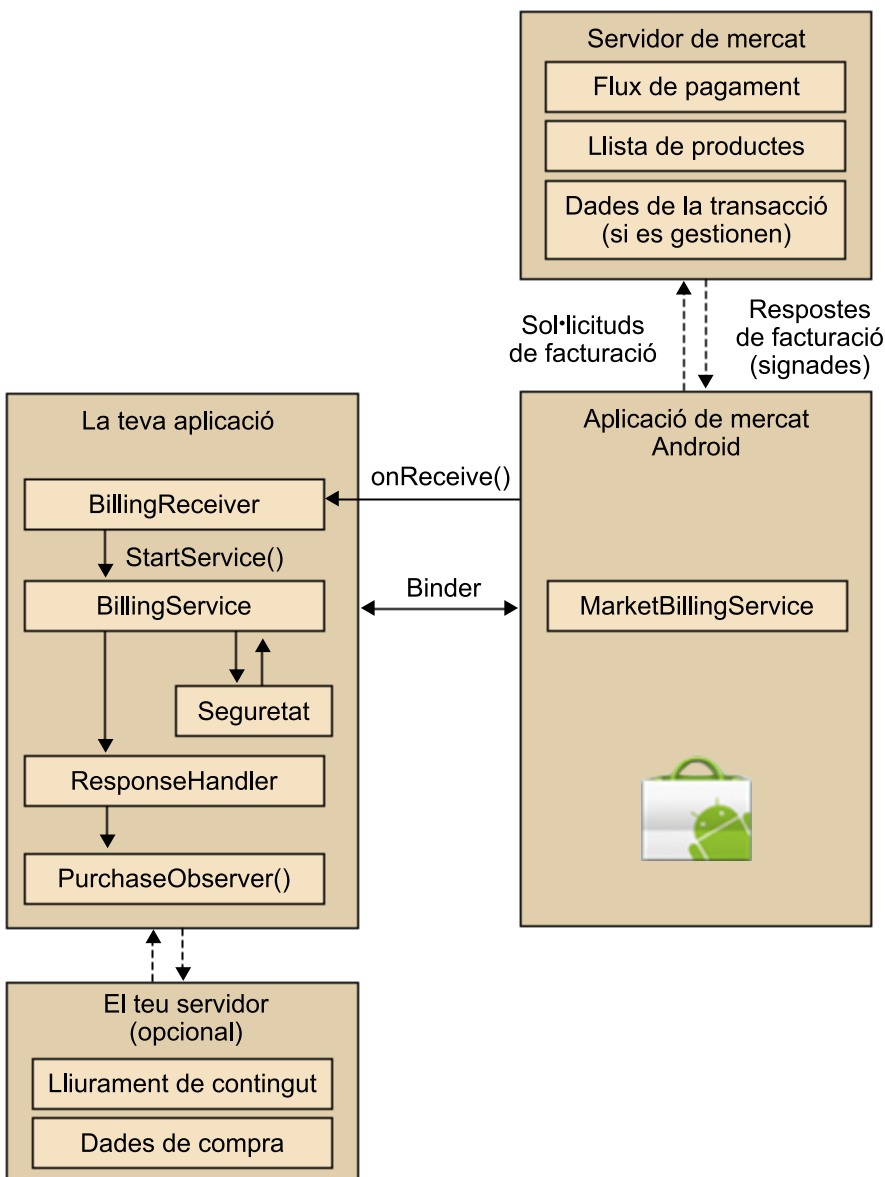 Servidor de mercat
Flux de pagament
Llista de productes
Dades de la transacció
(si es gestionen)
Sol•licituds
de facturació
Respostes
de facturació
(signades)
La teva aplicació
BillingReceiver
StartService()
BillingService
Seguretat
ResponseHandler
PurchaseObserver()
onReceive()
Binder
Aplicació de mercat
Android
MarketBillingService
El teu servidor
(opcional)
Lliurament de contingut
Dades de compra